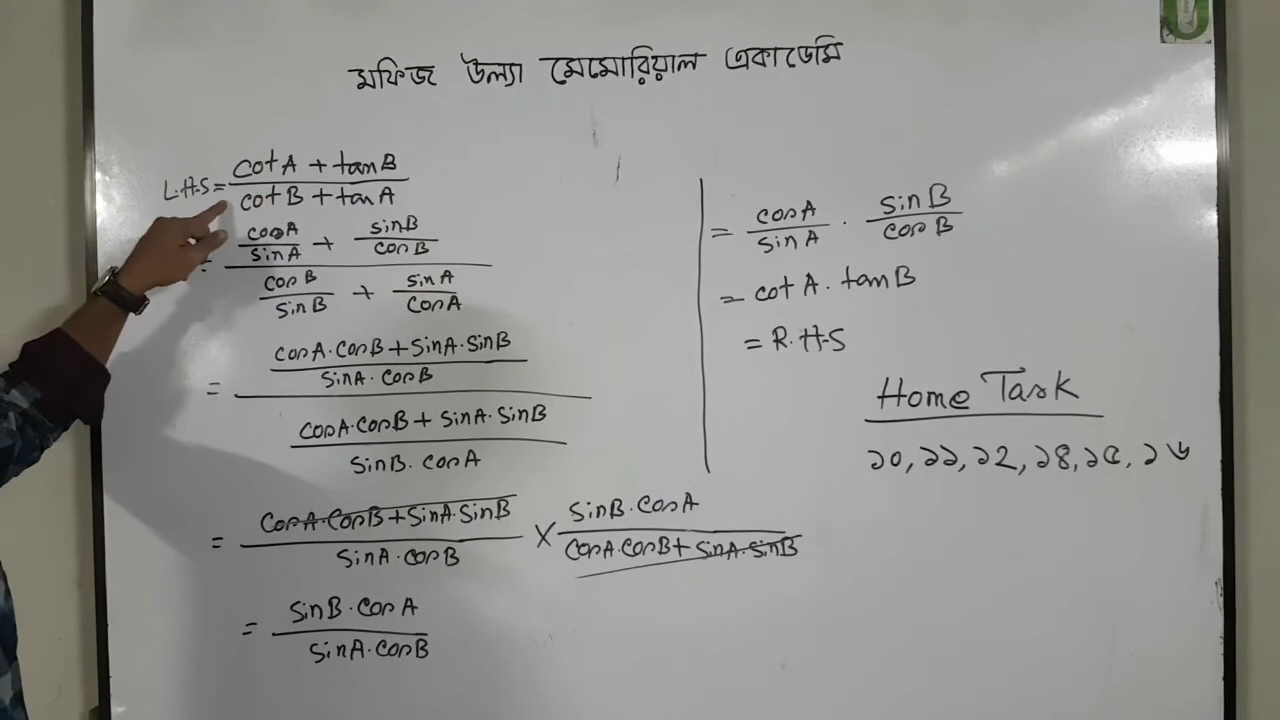 মফিজ উল্যা মেমোরিয়াল একাডেমি
L.H.S = (cotA + tanB) / (cotB + tanA)
= (cosA/sinA + sinB/cosB) / (cosB/sinB + sinA/cosA)
= ((cosA.cosB + sinA.sinB) / (sinA.cosB)) / ((cosA.cosB + sinA.sinB) / (sinB.cosA))
= (cosA.cosB + sinA.sinB) / (sinA.cosB) × (sinB.cosA) / (cosA.cosB + sinA.sinB)
= (sinB.cosA) / (sinA.cosB)
= cosA/sinA . sinB/cosB
= cotA. tanB
= R.H.S
Home Task
১০, ১১, ১২, ১৪, ১৫, ১৬